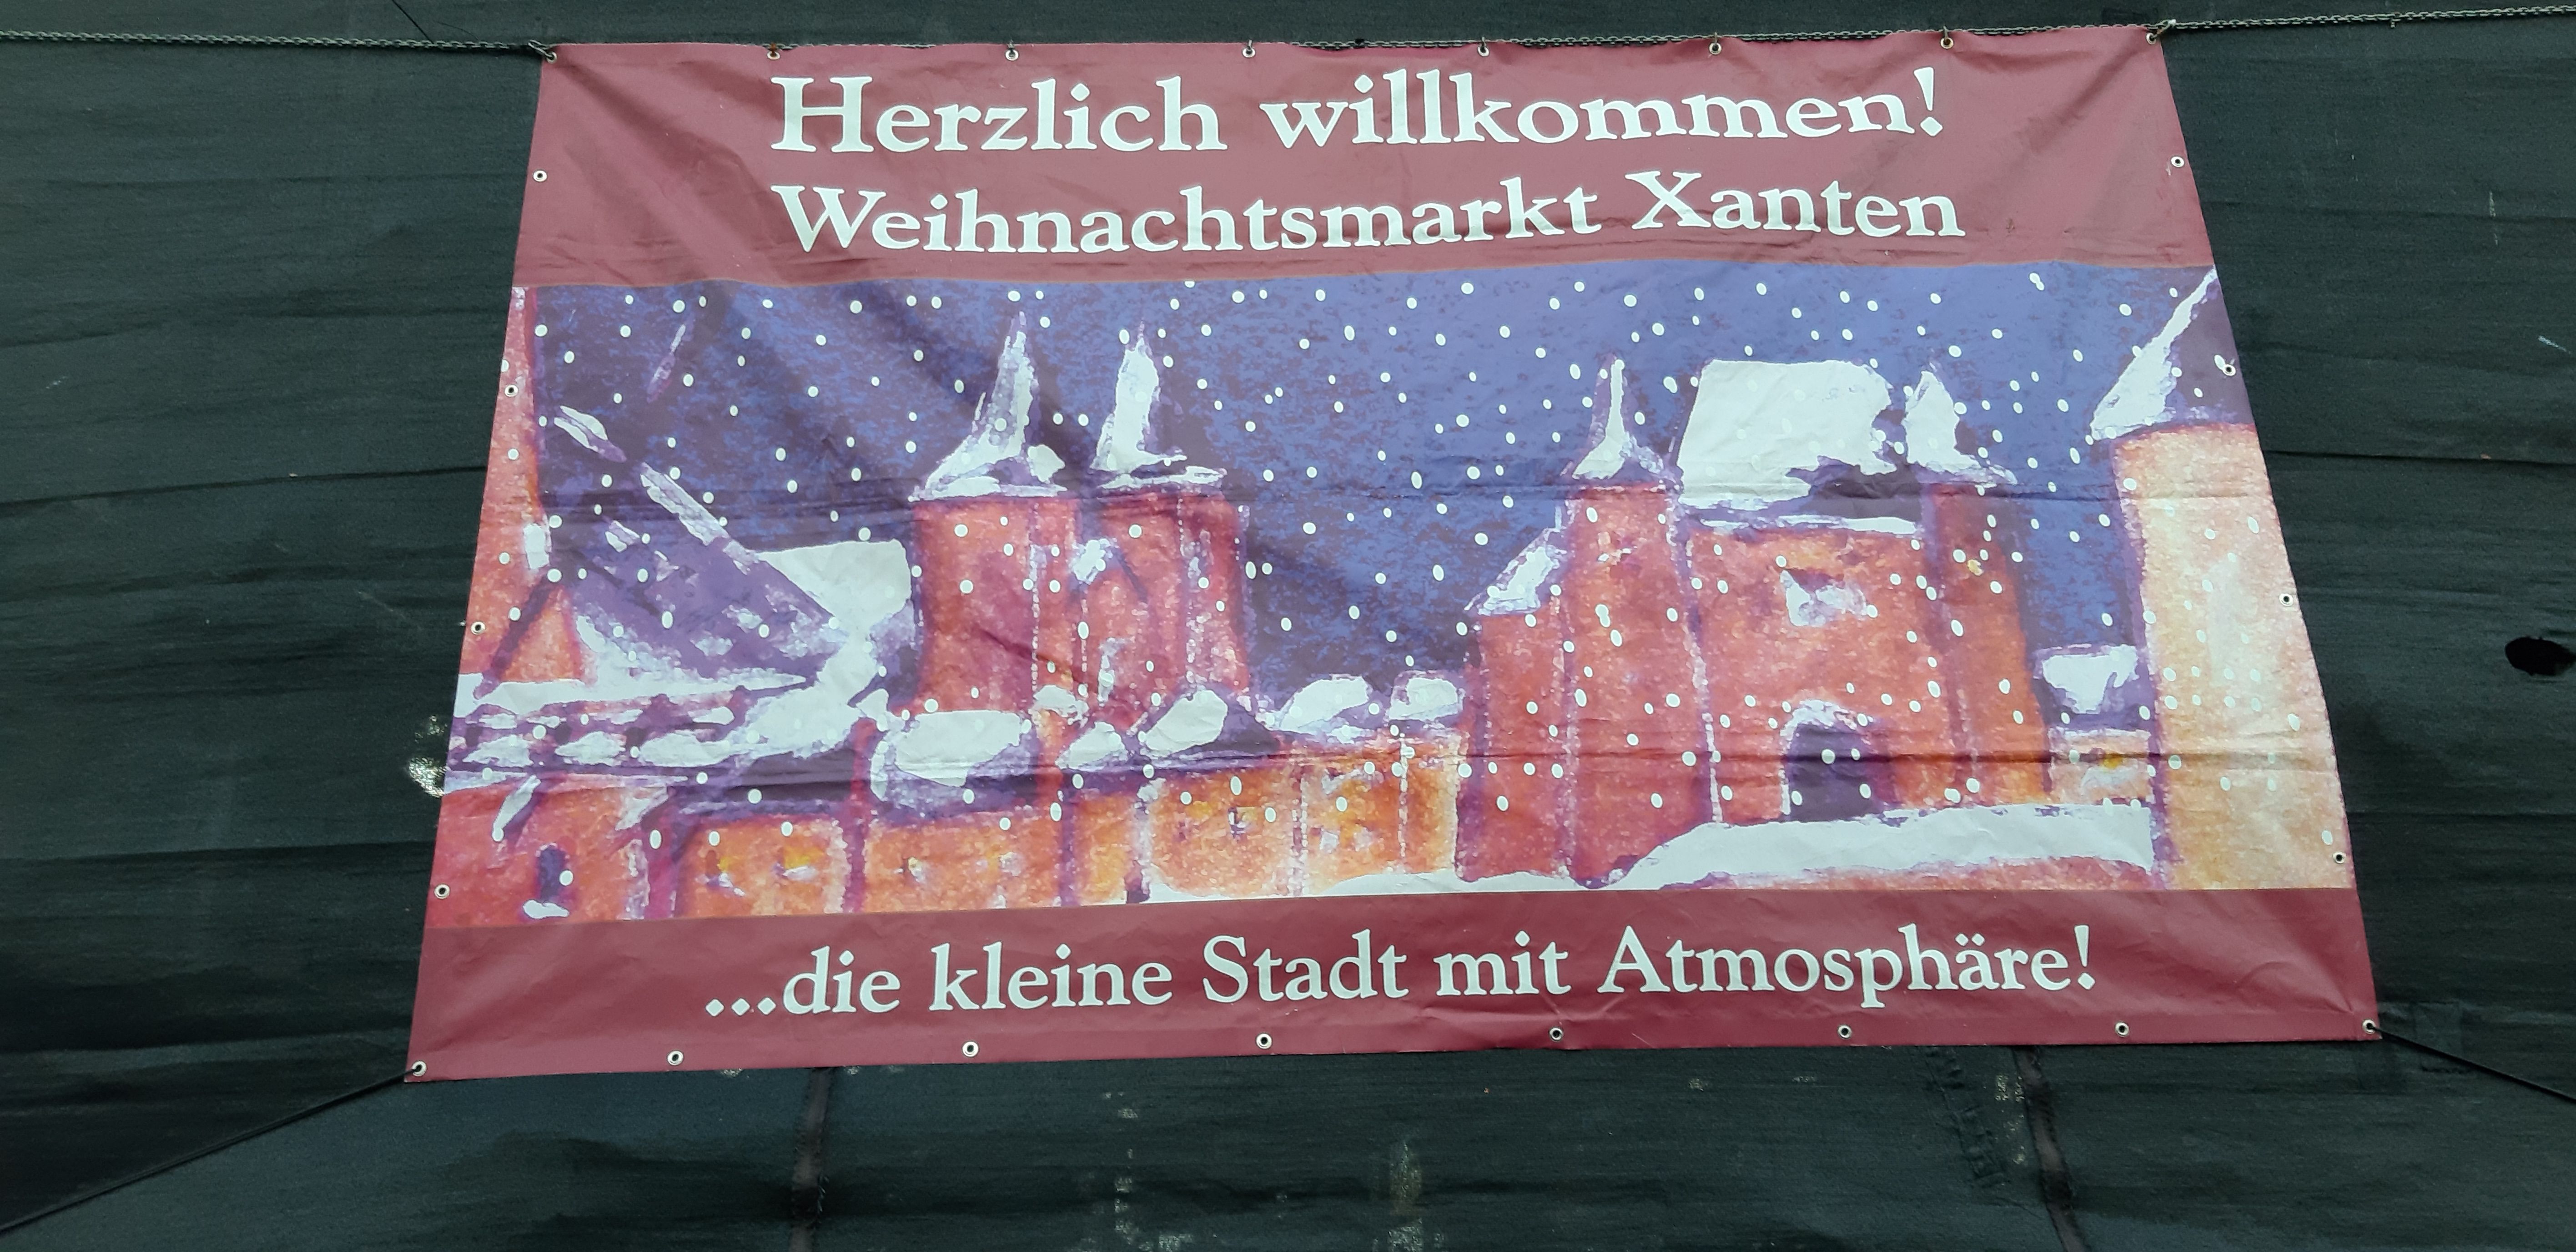 Herzlich willkommen!
Weihnachtsmarkt Xanten
...die kleine Stadt mit Atmosphäre!